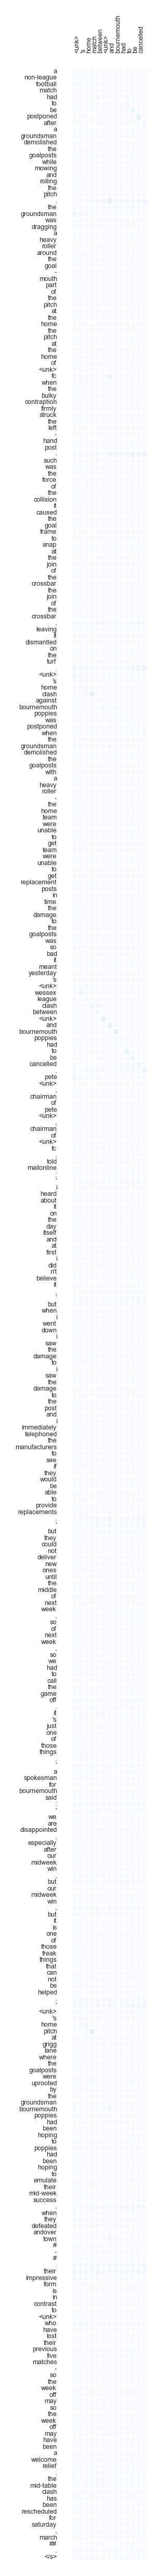 <unk>
's
home
match
between
<unk>
and
bournemouth
had
to
be
cancelled
.
a
non-league
football
match
had
to
be
postponed
after
a
groundsman
demolished
the
goalposts
while
mowing
and
rolling
the
pitch
.
the
groundsman
was
dragging
a
heavy
roller
around
the
goal
-
mouth
part
of
the
pitch
at
the
home
the
pitch
at
the
home
of
<unk>
fc
when
the
bulky
contraption
firmly
struck
the
left
-
hand
post
.
such
was
the
force
of
the
collision
it
caused
the
goal
frame
to
snap
at
the
join
of
the
crossbar
the
join
of
the
crossbar
,
leaving
it
dismantled
on
the
turf
.
<unk>
's
home
clash
against
bournemouth
poppies
was
postponed
when
the
groundsman
demolished
the
goalposts
with
a
heavy
roller
.
the
home
team
were
unable
to
get
team
were
unable
to
get
replacement
posts
in
time
the
damage
to
the
goalposts
was
so
bad
it
meant
yesterday
's
<unk>
wessex
league
clash
between
<unk>
and
bournemouth
poppies
had
to
be
cancelled
.
pete
<unk>
,
chairman
of
pete
<unk>
,
chairman
of
<unk>
fc
,
told
mailonline
:
'
i
heard
about
it
on
the
day
itself
and
at
first
i
did
n't
believe
it
.
'
but
when
i
went
down
i
saw
the
damage
to
i
saw
the
damage
to
the
post
and
i
immediately
telephoned
the
manufacturers
to
see
if
they
would
be
able
to
provide
replacements
.
'
but
they
could
not
deliver
new
ones
until
the
middle
of
next
week
,
so
of
next
week
,
so
we
had
to
call
the
game
off
.
it
's
just
one
of
those
things
.
'
a
spokesman
for
bournemouth
said
:
'
we
are
disappointed
,
especially
after
our
midweek
win
,
but
our
midweek
win
,
but
it
is
one
of
those
freak
things
that
can
not
be
helped
.
'
<unk>
's
home
pitch
at
grigg
lane
where
the
goalposts
were
uprooted
by
the
groundsman
bournemouth
poppies
had
been
hoping
to
poppies
had
been
hoping
to
emulate
their
mid-week
success
,
when
they
defeated
andover
town
#
-
#
.
their
impressive
form
is
in
contrast
to
<unk>
who
have
lost
their
previous
five
matches
-
so
the
week
off
may
so
the
week
off
may
have
been
a
welcome
relief
.
the
mid-table
clash
has
been
rescheduled
for
saturday
,
march
##
.
</s>